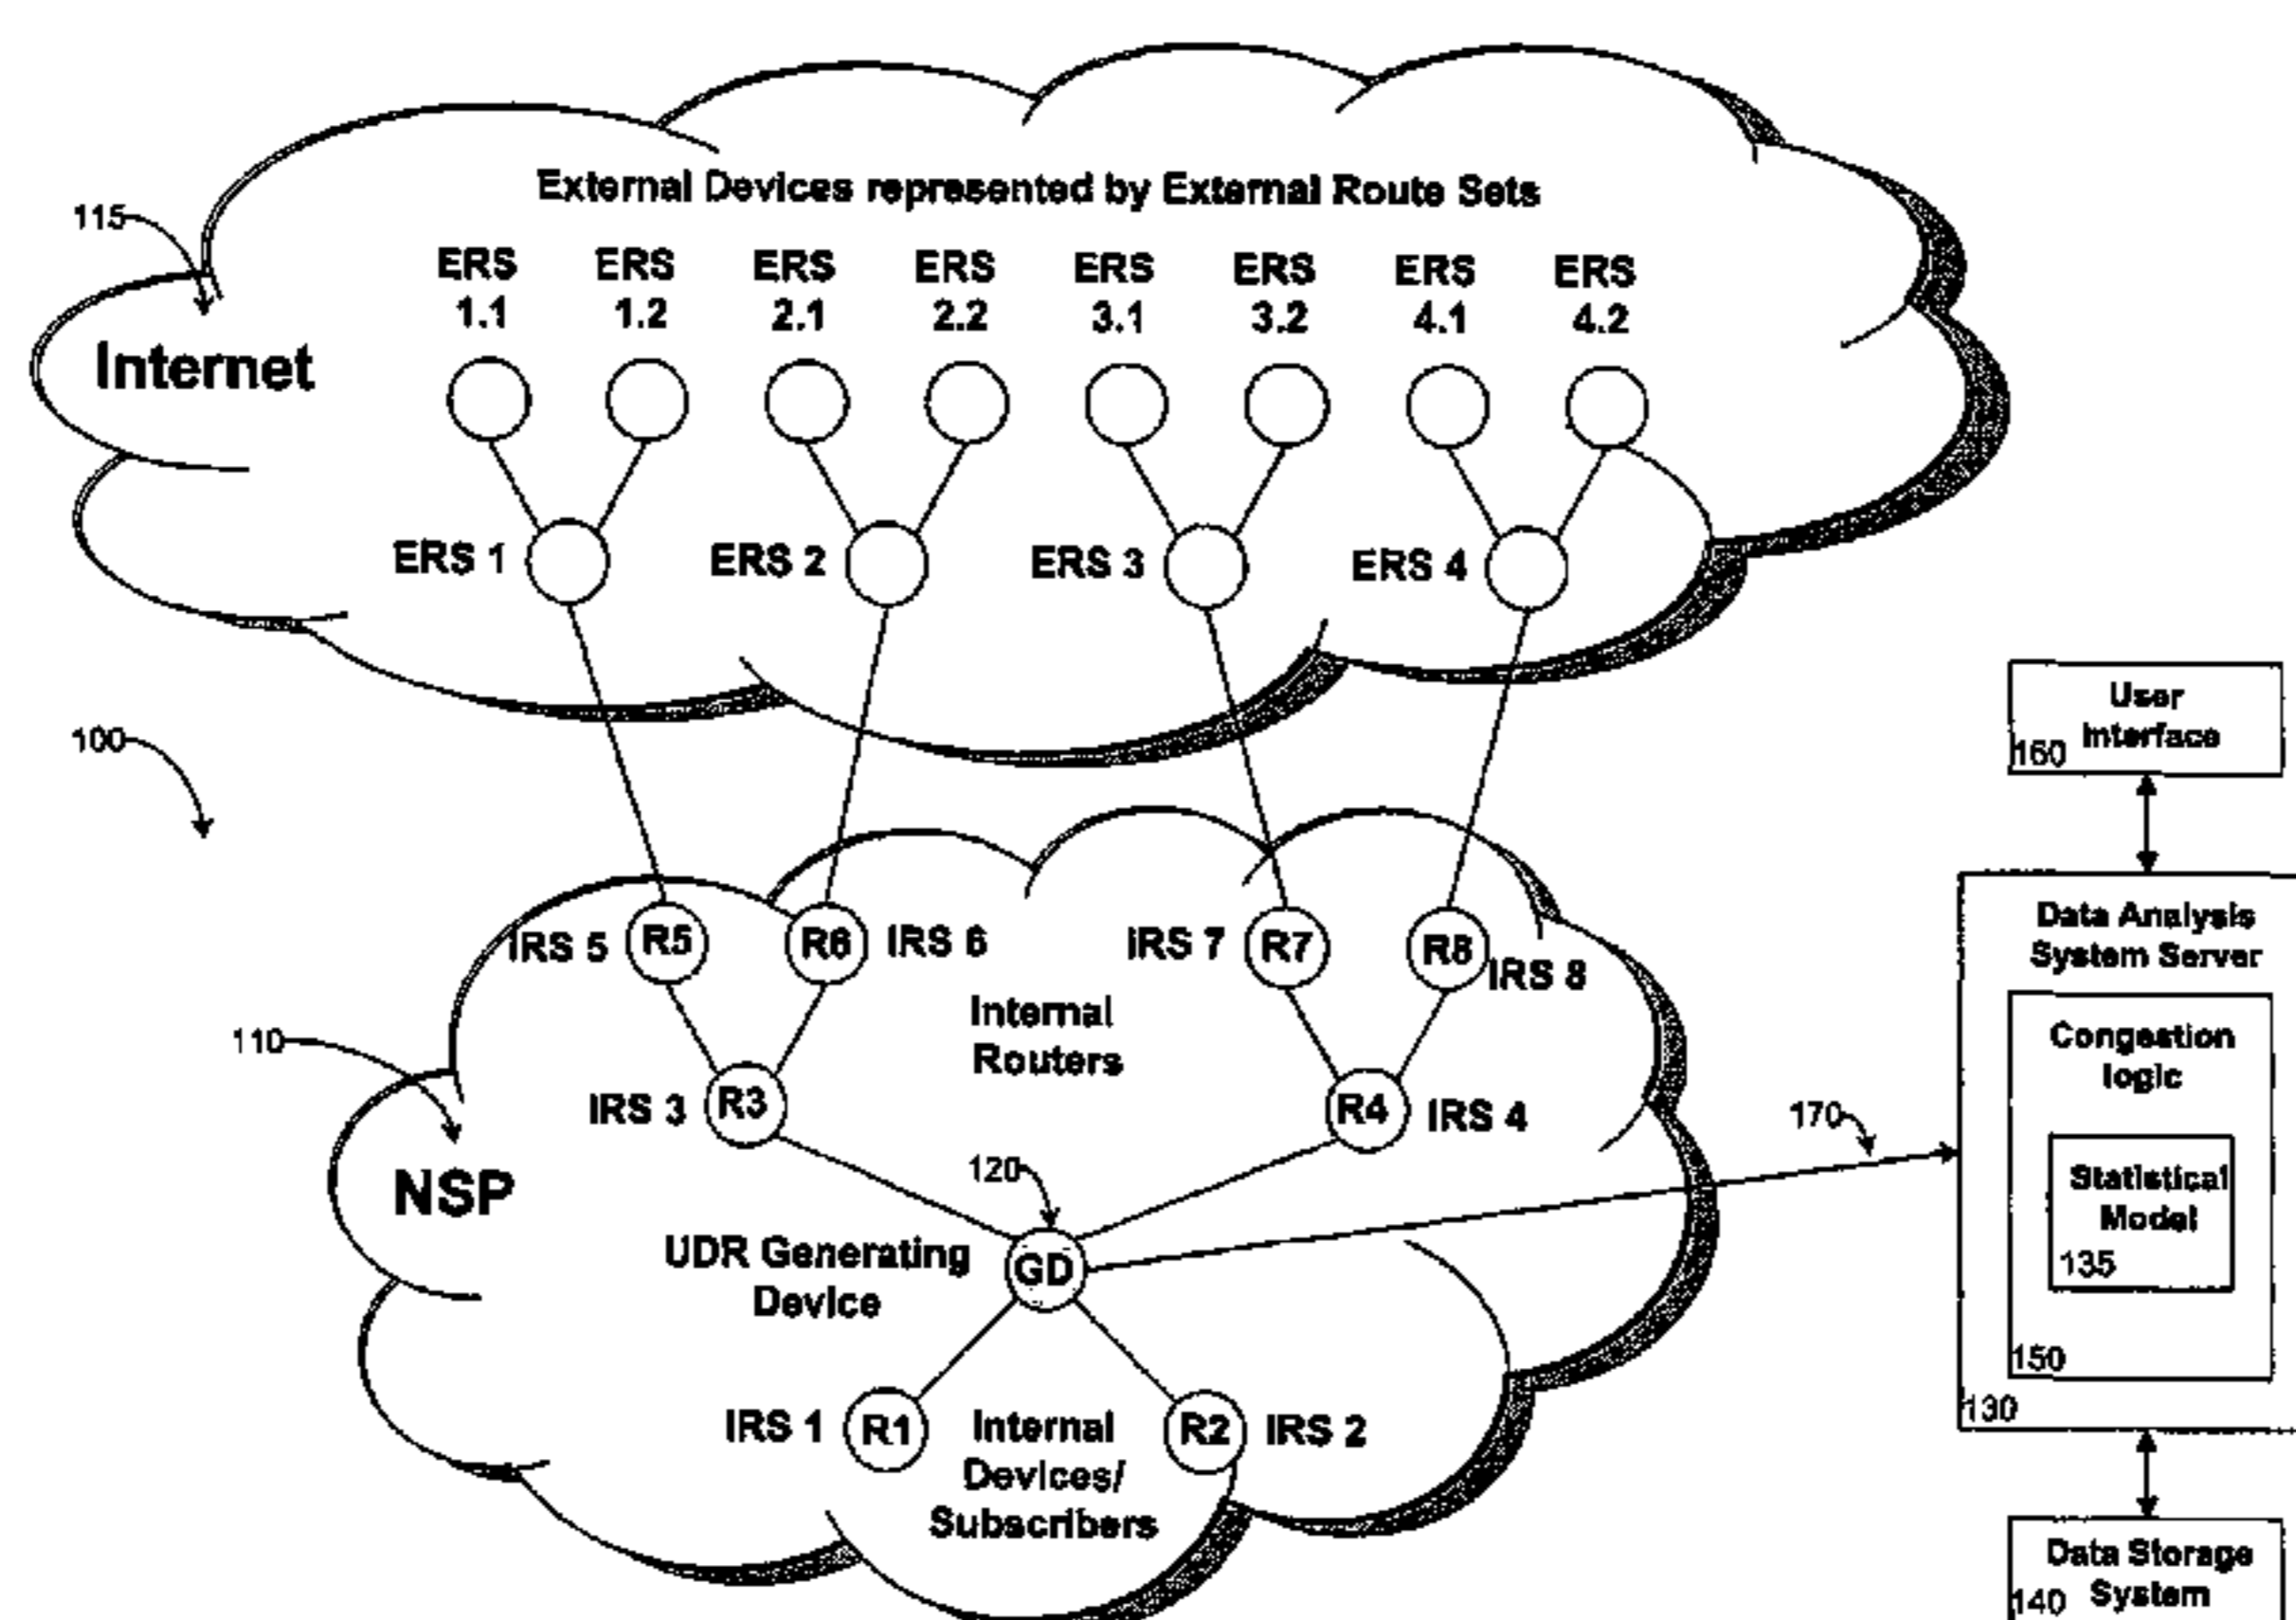 External Devices represented by External Route Sets
115
ERS 1.1
ERS 1.2
ERS 2.1
ERS 2.2
ERS 3.1
ERS 3.2
ERS 4.1
ERS 4.2
Internet
ERS 1
ERS 2
ERS 3
ERS 4
100
User
Interface
160
Data Analysis
System Server
IRS 5
R5
R6
IRS 6
IRS 7
R7
R8
IRS 8
Internal
Routers
110
Congestion
logic
IRS 3
R3
R4
IRS 4
170
NSP
120
Statistical
Model
135
UDR Generating
Device
GD
150
130
IRS 1
R1
Internal
Devices/
Subscribers
R2
IRS 2
Data Storage
System
140